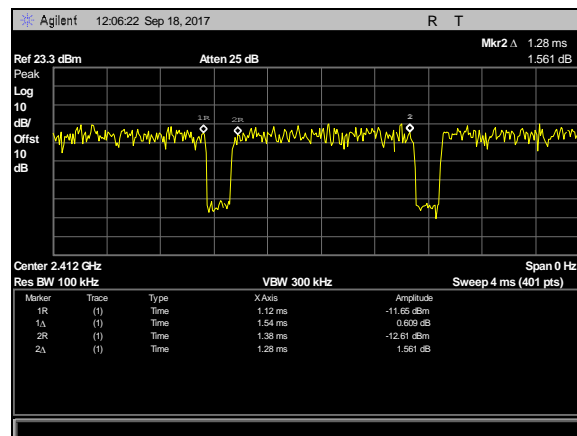 Agilent 12:06:22 Sep 18, 2017 R T
Mkr2 Δ 1.28 ms
Ref 23.3 dBm Atten 25 dB 1.561 dB
Peak
Log
10
dB/
Offst
10
dB
1R 2R 2
Center 2.412 GHz Span 0 Hz
Res BW 100 kHz VBW 300 kHz Sweep 4 ms (401 pts)
Marker Trace Type X Axis Amplitude
1R (1) Time 1.12 ms -11.65 dBm
1Δ (1) Time 1.54 ms 0.609 dB
2R (1) Time 1.38 ms -12.61 dBm
2Δ (1) Time 1.28 ms 1.561 dB